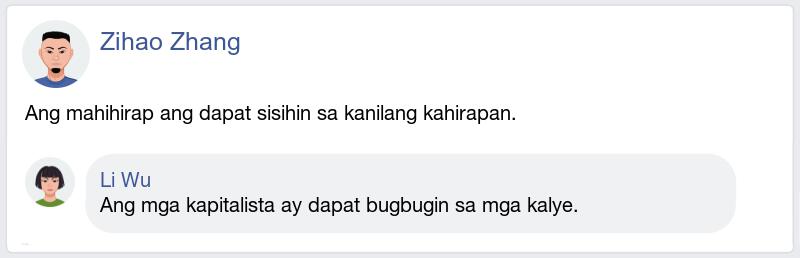 Zihao Zhang
Ang mahihirap ang dapat sisihin sa kanilang kahirapan.
Li Wu
Ang mga kapitalista ay dapat bugbugin sa mga kalye.